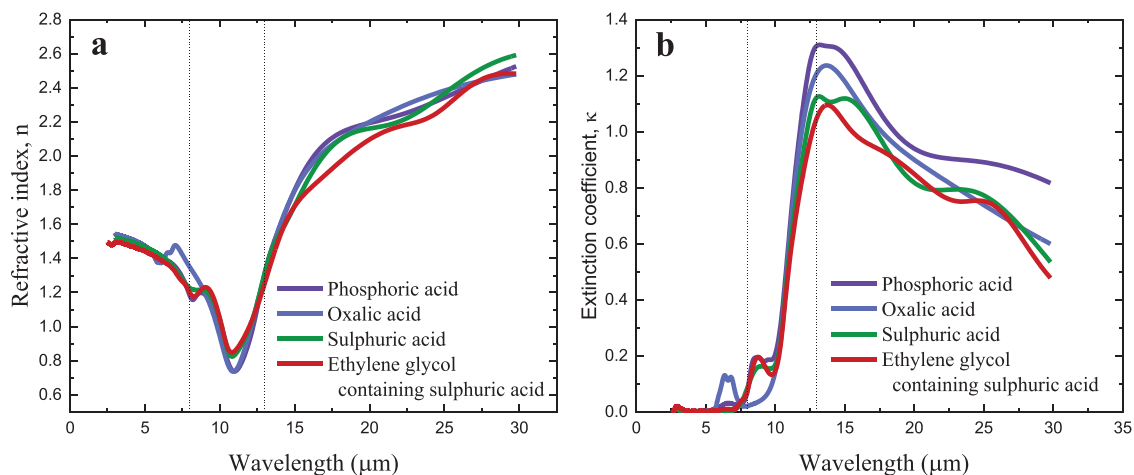 a
2.8
2.6
2.4
2.2
2.0
1.8
1.6
1.4
1.2
1.0
0.8
0.6
Refractive index, n
Phosphoric acid
Oxalic acid
Sulphuric acid
Ethylene glycol
containing sulphuric acid
0 5 10 15 20 25 30
Wavelength (μm)
b
1.4
1.2
1.0
0.8
0.6
0.4
0.2
0.0
Extinction coefficient, κ
Phosphoric acid
Oxalic acid
Sulphuric acid
Ethylene glycol
containing sulphuric acid
0 5 10 15 20 25 30 35
Wavelength (μm)